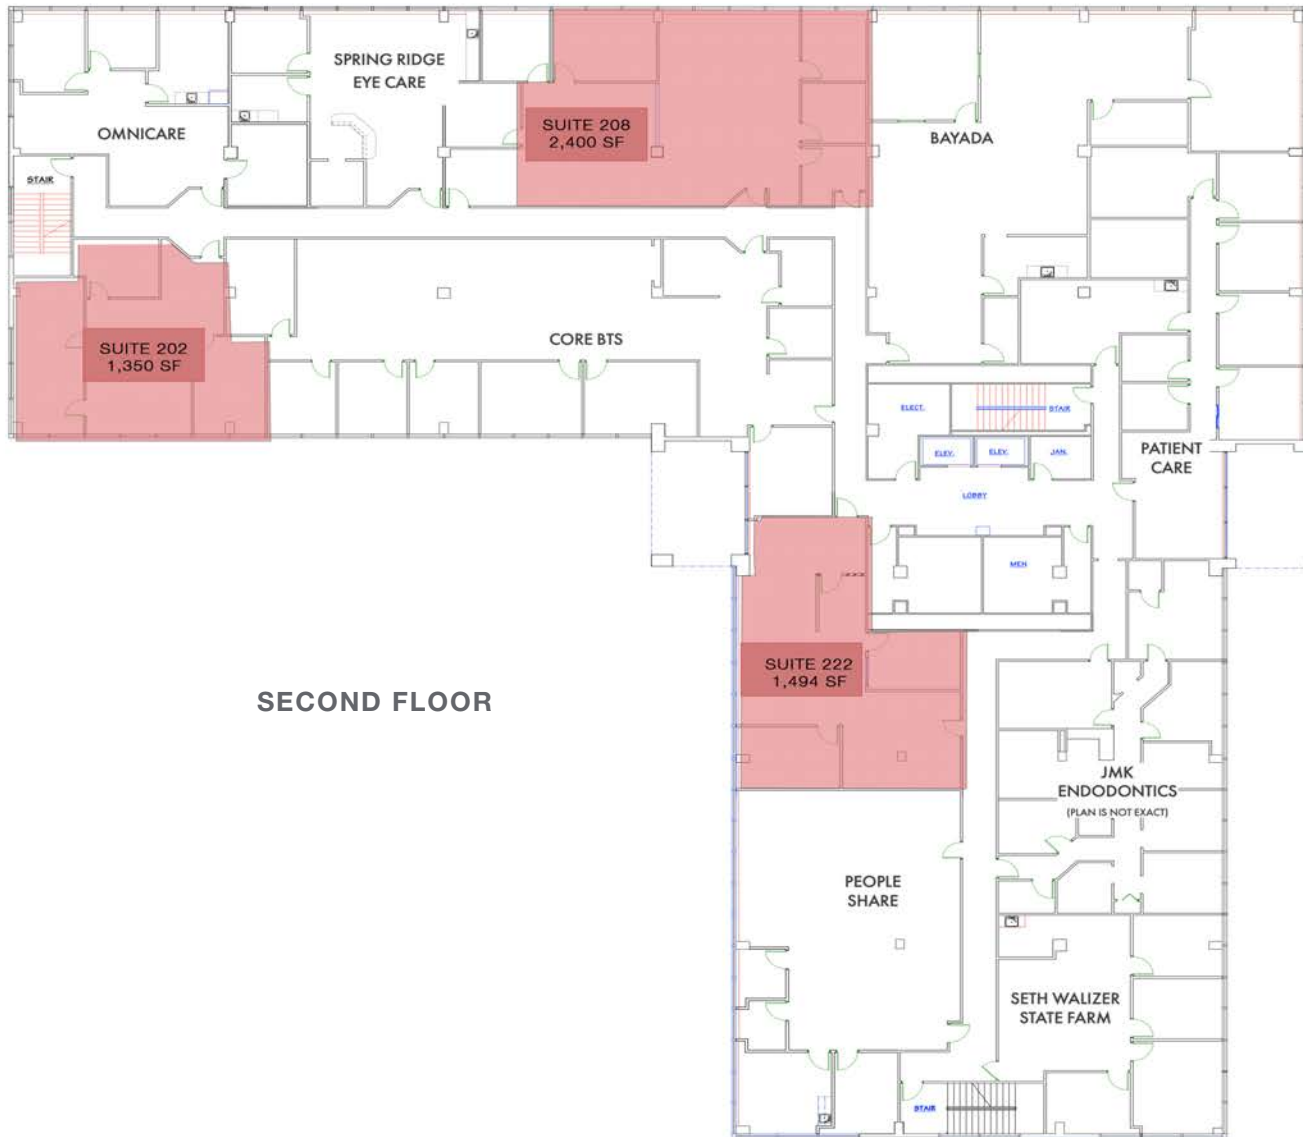 SPRING RIDGE
EYE CARE
OMNICARE
SUITE 208
2,400 SF
BAYADA
STAIR
SUITE 202
1,350 SF
CORE BTS
ELECT.
STAIR
ELEV.
ELEV.
JAN.
PATIENT
CARE
LOBBY
MEN
SUITE 222
1,494 SF
SECOND FLOOR
JMK
ENDODONTICS
(PLAN IS NOT EXACT)
PEOPLE
SHARE
SETH WALIZER
STATE FARM
STAIR